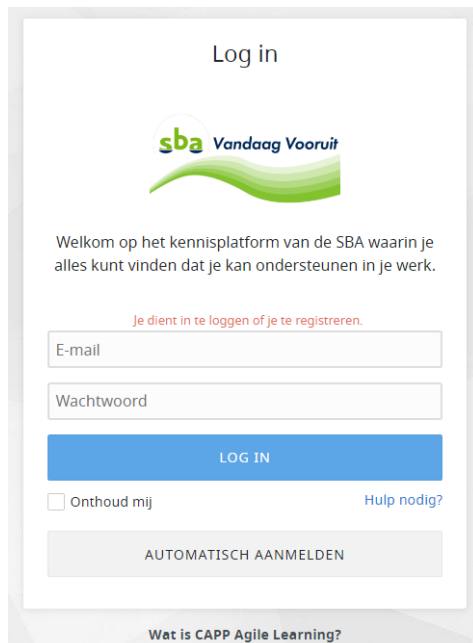 Log in
sba Vandaag Vooruit
Welkom op het kennisplatform van de SBA waarin je
alles kunt vinden dat je kan ondersteunen in je werk.
Je dient in te loggen of je te registreren.
E-mail
Wachtwoord
LOG IN
Onthoud mij
Hulp nodig?
AUTOMATISCH AANMELDEN
Wat is CAPP Agile Learning?